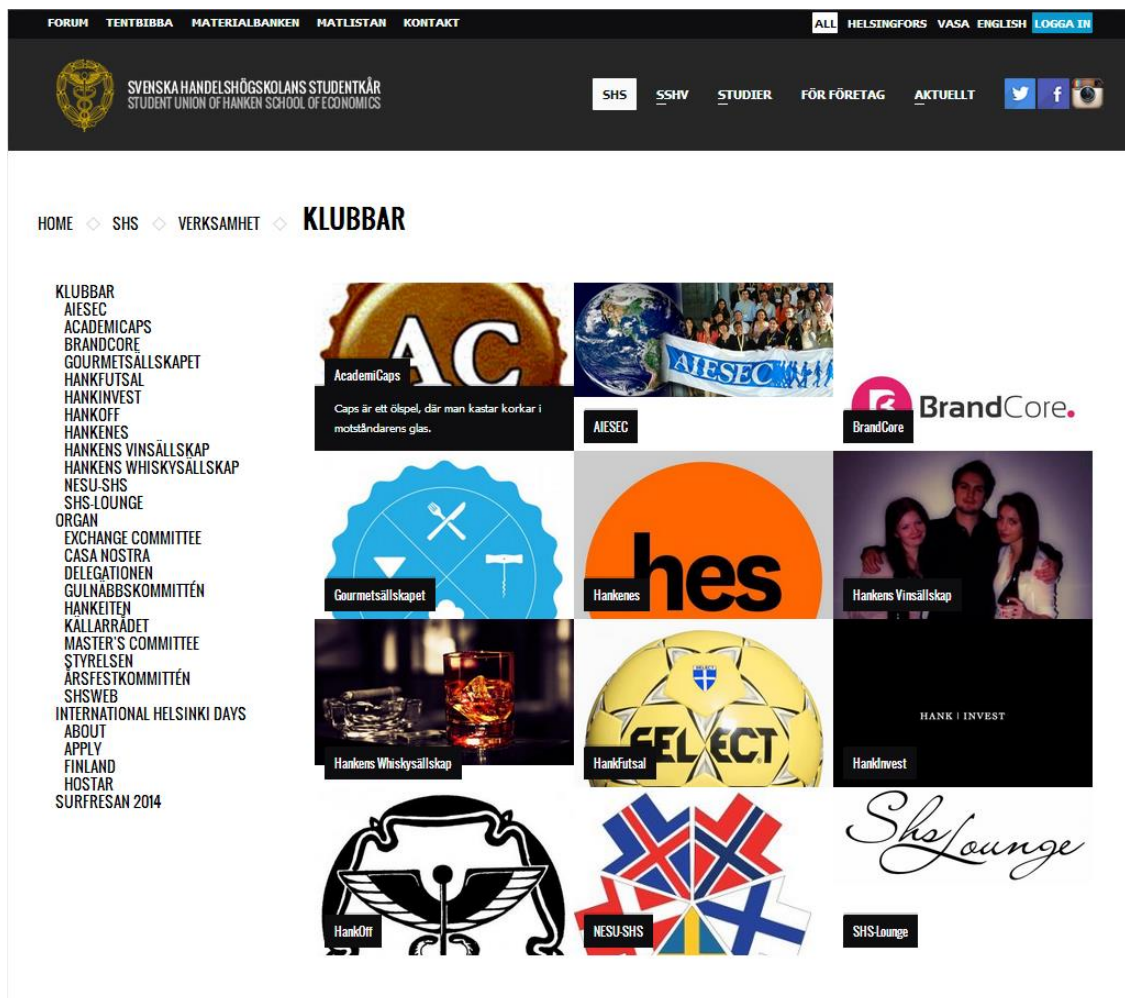 FORUM TENTBIBBA MATERIALBANKEN MATLISTAN KONTAKT
ALL HELSINGFORS VASA ENGLISH LOGGA IN
SVENSKA HANDELSHÖGSKOLANS STUDENTKÅR
STUDENT UNION OF HANKEN SCHOOL OF ECONOMICS
SHS SSHV STUDIER FÖR FÖRETAG AKTUELLT
HOME SHS VERKSAMHET KLUBBAR
KLUBBAR
AIESEC
ACADEMICAPS
BRANDCORE
GOURMETSÄLLSKAPET
HANKFUTSAL
HANKINVEST
HANKOFF
HANKENES
HANKENS VINSÄLLSKAP
HANKENS WHISKYSÄLLSKAP
NESU-SHS
SHS-LOUNGE
ORGAN
EXCHANGE COMMITTEE
CASA NOSTRA
DELEGATIONEN
GULNÄBBSKOMMITTÉN
HANKEITEN
KÄLLARRÅDET
MASTER'S COMMITTEE
STYRELSEN
ÅRSFESTKOMMITTÉN
SHSWEB
INTERNATIONAL HELSINKI DAYS
ABOUT
APPLY
FINLAND
HOSTAR
SURFRESAN 2014
AC
AcademiCaps
Caps är ett ölspel, där man kastar korkar i
motståndarens glas.
AIESEC
AIESEC
BrandCore.
BrandCore
Gourmetsällskapet
hes
Hankenes
Hankens Vinsällskap
Hankens Whiskysällskap
SELECT
SELECT
HankFutsal
HANK | INVEST
HankInvest
HankOff
NESU-SHS
Shs Lounge
SHS-Lounge